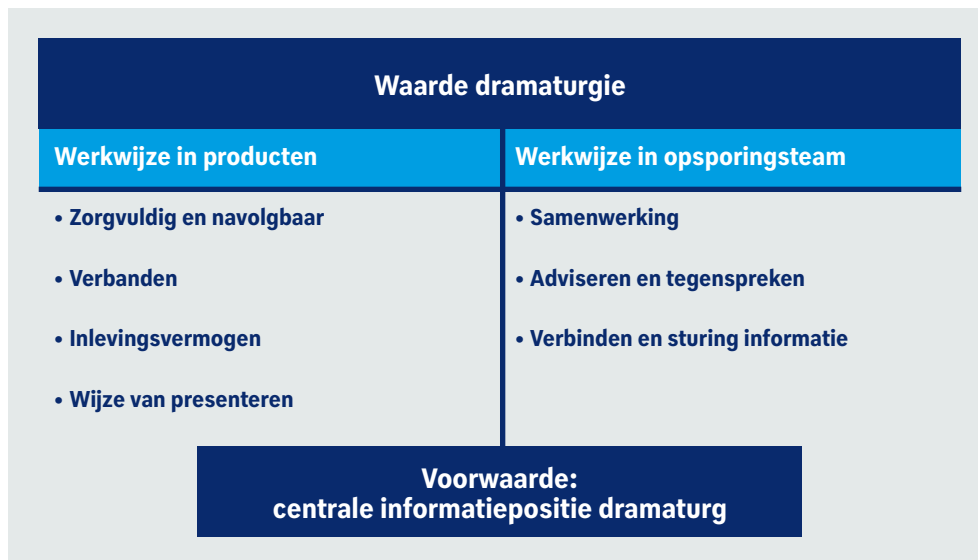 Waarde dramaturgie
Werkwijze in producten
• Zorgvuldig en navolgbaar
• Verbanden
• Inlevingsvermogen
• Wijze van presenteren
Werkwijze in opsporingsteam
• Samenwerking
• Adviseren en tegenspreken
• Verbinden en sturing informatie
Voorwaarde:
centrale informatiepositie dramaturg